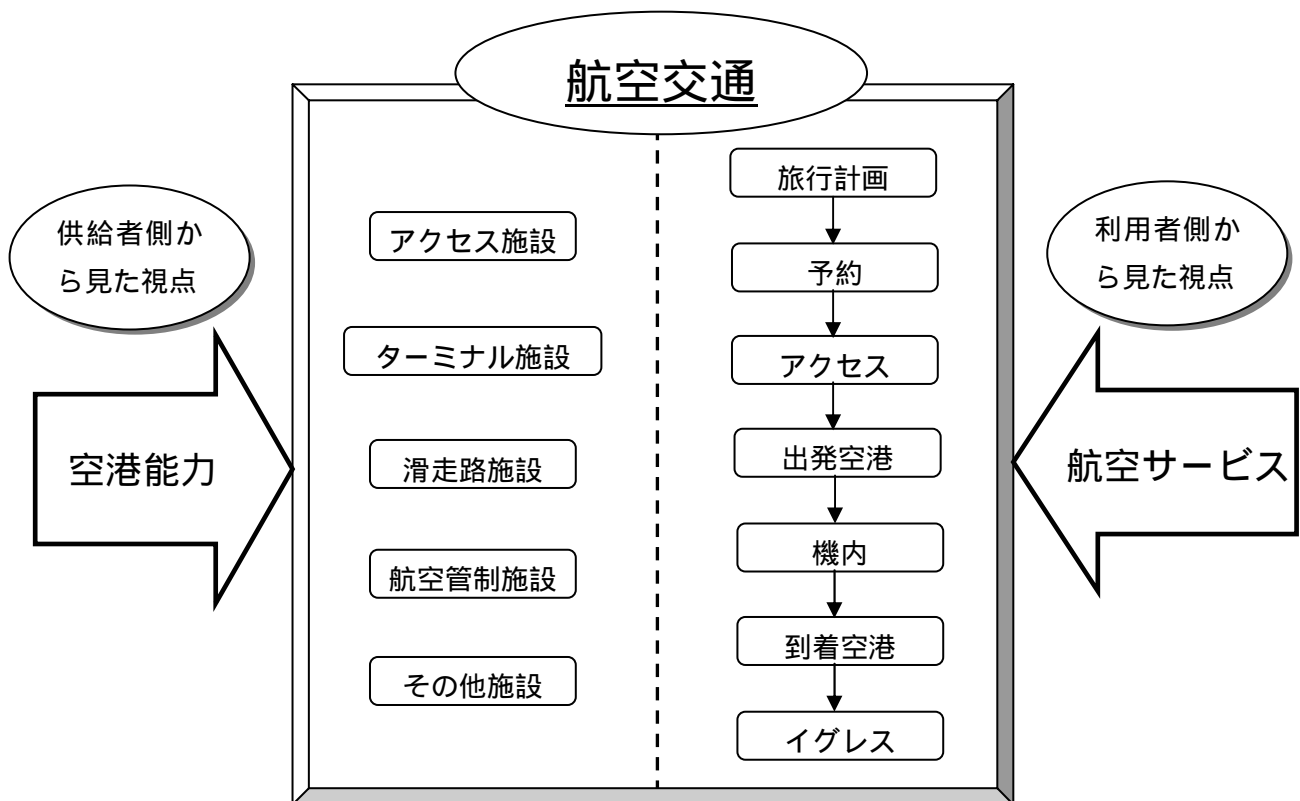 航空交通
供給者側か
ら見た視点
空港能力
アクセス施設
ターミナル施設
滑走路施設
航空管制施設
その他施設
旅行計画
予約
アクセス
出発空港
機内
到着空港
イグレス
利用者側か
ら見た視点
航空サービス